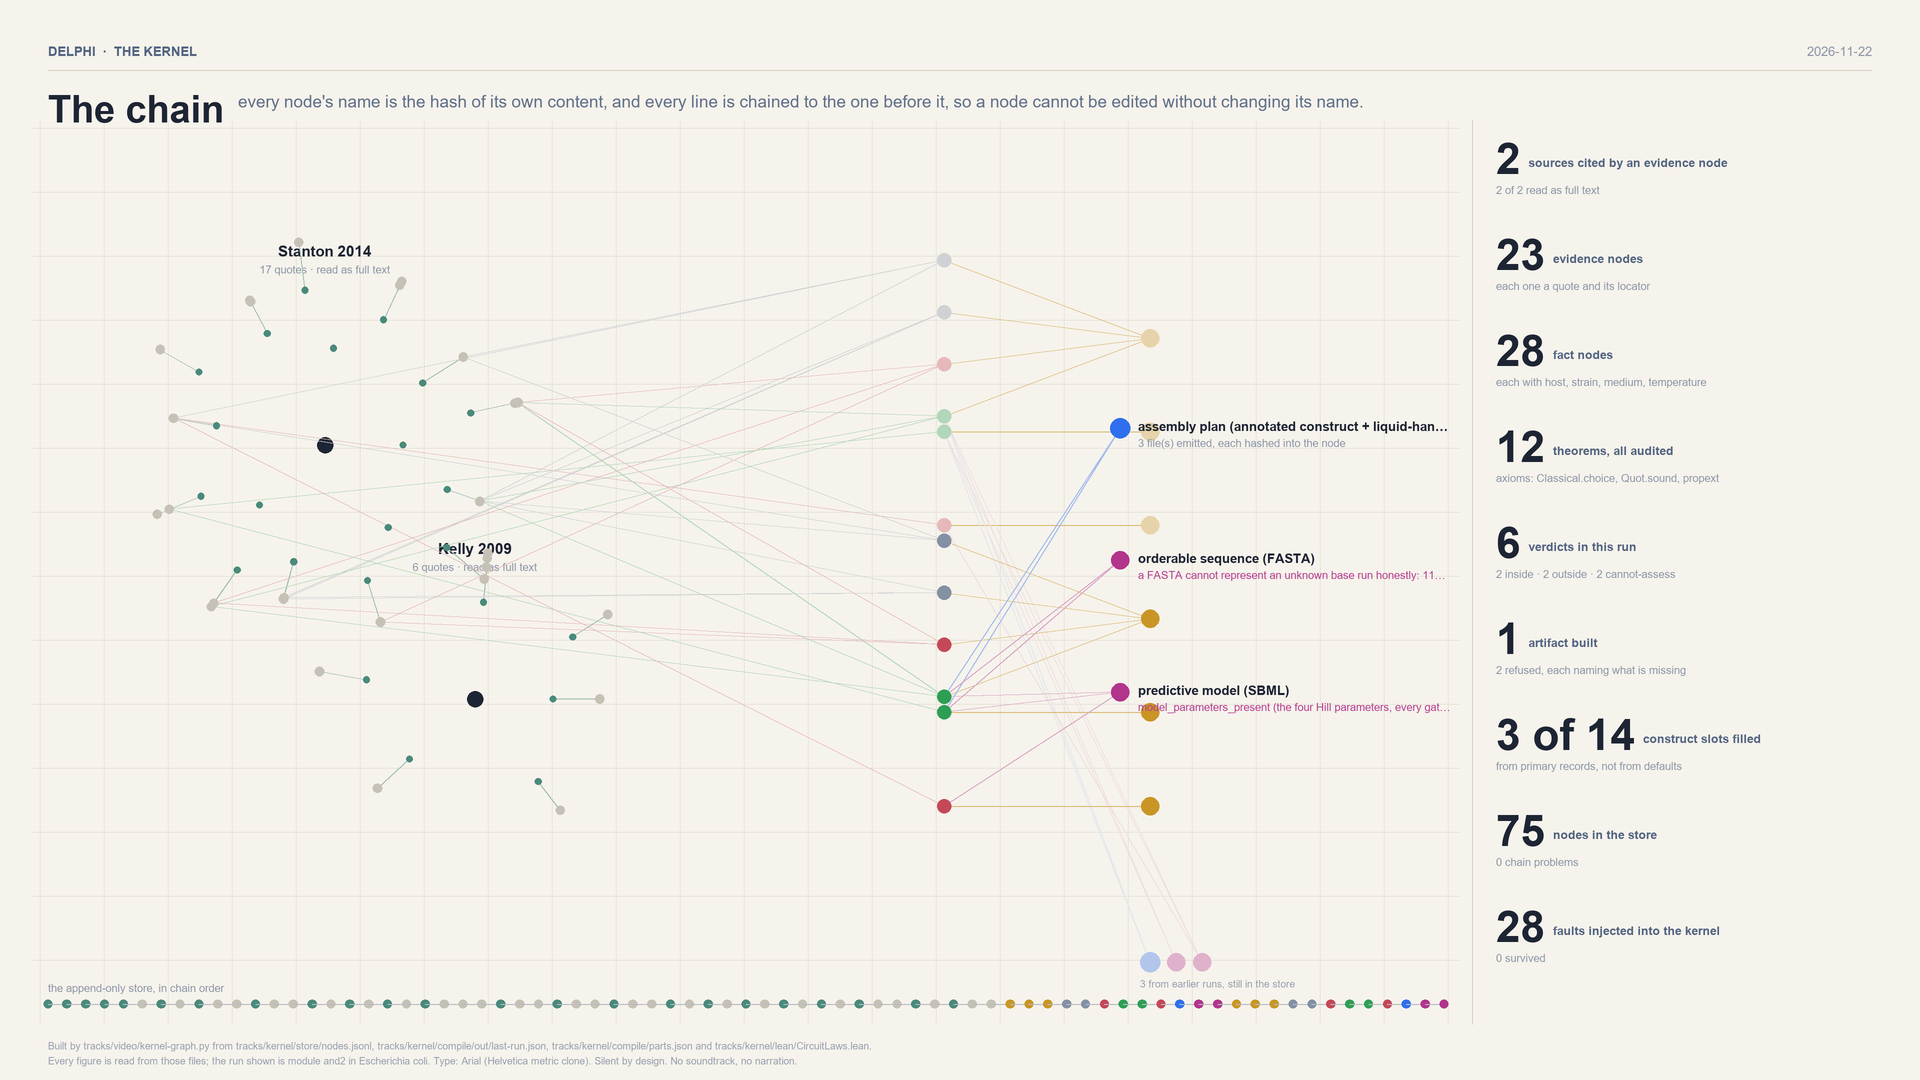 DELPHI · THE KERNEL
2026-11-22
The chain
every node's name is the hash of its own content, and every line is chained to the one before it, so a node cannot be edited without changing its name.
Stanton 2014
17 quotes · read as full text
Kelly 2009
6 quotes · read as full text
assembly plan (annotated construct + liquid-han…
3 file(s) emitted, each hashed into the node
orderable sequence (FASTA)
a FASTA cannot represent an unknown base run honestly: 11…
predictive model (SBML)
model_parameters_present (the four Hill parameters, every gat…
3 from earlier runs, still in the store
the append-only store, in chain order
2 sources cited by an evidence node
2 of 2 read as full text
23 evidence nodes
each one a quote and its locator
28 fact nodes
each with host, strain, medium, temperature
12 theorems, all audited
axioms: Classical.choice, Quot.sound, propext
6 verdicts in this run
2 inside · 2 outside · 2 cannot-assess
1 artifact built
2 refused, each naming what is missing
3 of 14 construct slots filled
from primary records, not from defaults
75 nodes in the store
0 chain problems
28 faults injected into the kernel
0 survived
Built by tracks/video/kernel-graph.py from tracks/kernel/store/nodes.jsonl, tracks/kernel/compile/out/last-run.json, tracks/kernel/compile/parts.json and tracks/kernel/lean/CircuitLaws.lean.
Every figure is read from those files; the run shown is module and2 in Escherichia coli. Type: Arial (Helvetica metric clone). Silent by design. No soundtrack, no narration.